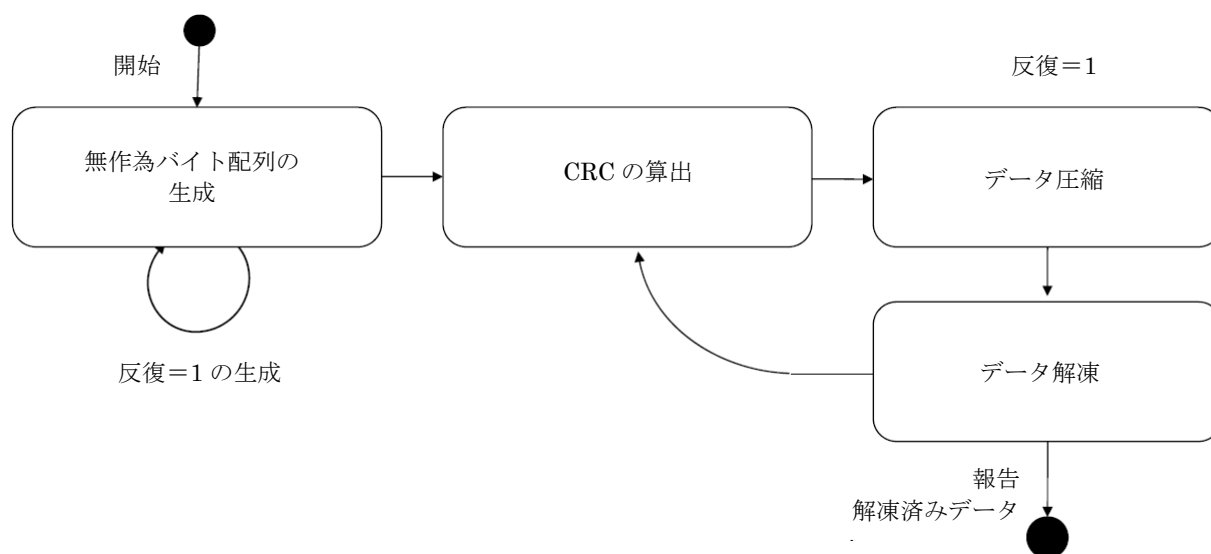 開始
反復＝1
無作為バイト配列の
生成
CRC の算出
データ圧縮
反復＝1 の生成
データ解凍
報告
解凍済みデータ